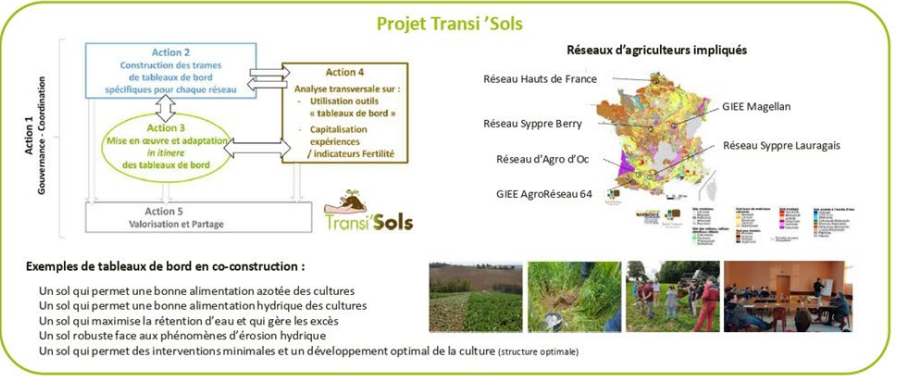 Projet Transi 'Sols
Action 1
Gouvernance - Coordination
Action 2
Construction des trames
de tableaux de bord
spécifiques pour chaque réseau
Action 3
Mise en œuvre et adaptation
in itinere
des tableaux de bord
Action 4
Analyse transversale sur :
- Utilisation outils
« tableaux de bord »
- Capitalisation
expériences
/ indicateurs Fertilité
Action 5
Valorisation et Partage
Transi'Sols
Réseaux d'agriculteurs impliqués
Réseau Hauts de France
GIEE Magellan
Réseau Syppre Berry
Réseau Syppre Lauragais
Réseau d'Agro d'Oc
GIEE AgroRéseau 64
Exemples de tableaux de bord en co-construction :
Un sol qui permet une bonne alimentation azotée des cultures
Un sol qui permet une bonne alimentation hydrique des cultures
Un sol qui maximise la rétention d'eau et qui gère les excès
Un sol robuste face aux phénomènes d'érosion hydrique
Un sol qui permet des interventions minimales et un développement optimal de la culture (structure optimale)